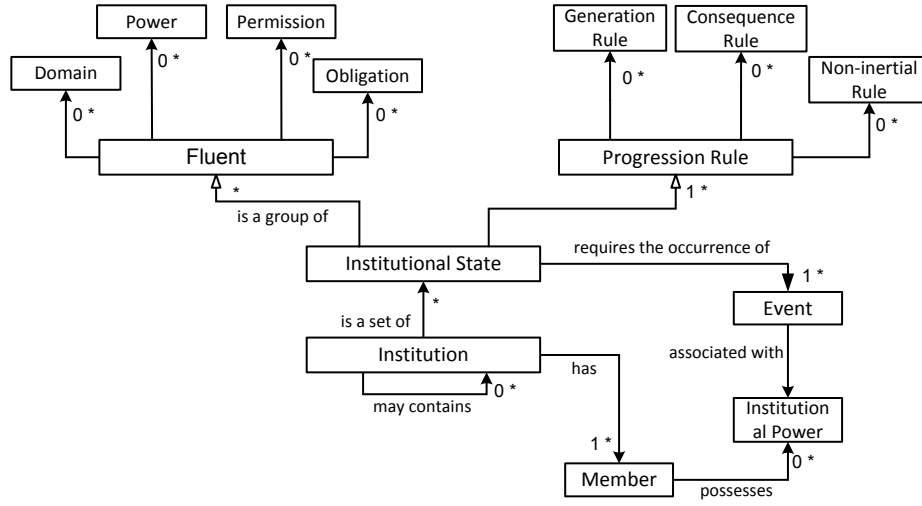 Power
Permission
Generation
Rule
Consequence
Rule
Domain
0 *
0 *
Obligation
0 *
0 *
Non-inertial
Rule
0 *
0 *
0 *
Fluent
Progression Rule
*
1 *
is a group of
requires the occurrence of
Institutional State
1 *
*
Event
is a set of
Institution
has
associated with
0 *
may contains
Institution
al Power
1 *
0 *
Member
possesses